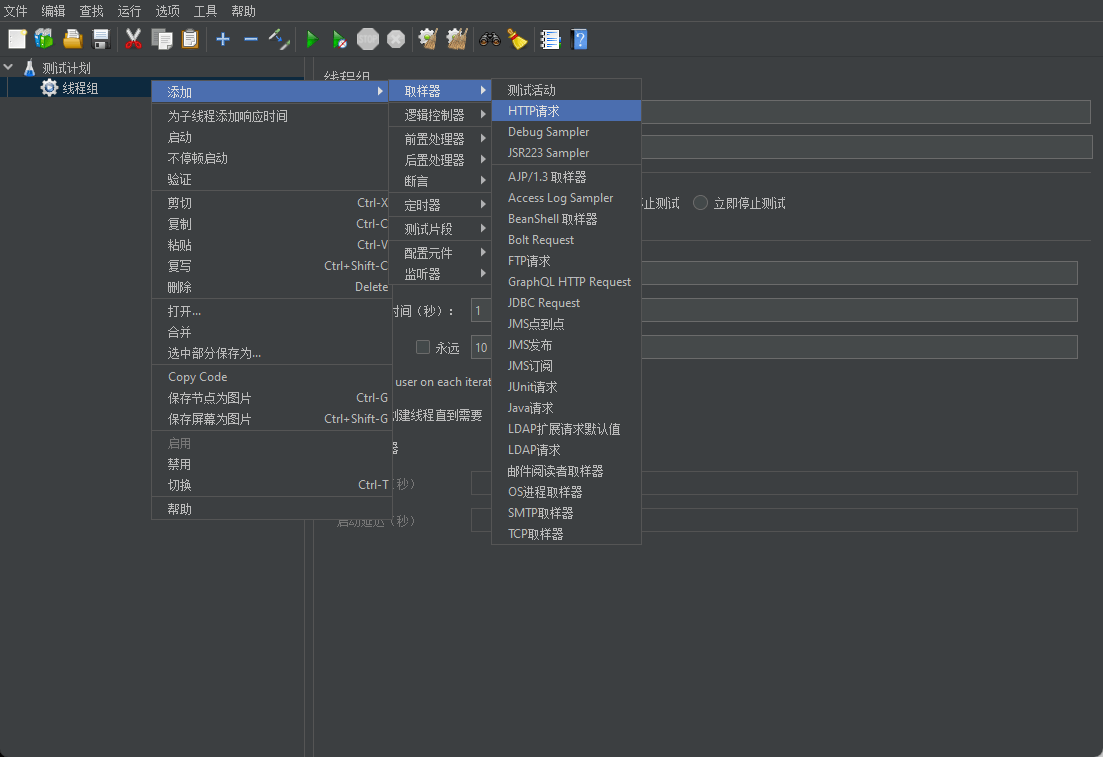 文件 编辑 查找 运行 选项 工具 帮助
测试计划
线程组
添加
为子线程添加响应时间
启动
不停顿启动
验证
剪切 Ctrl-X
复制 Ctrl-C
粘贴 Ctrl-V
复写 Ctrl+Shift-C
删除 Delete
打开...
合并
选中部分保存为...
Copy Code
保存节点为图片 Ctrl-G
保存屏幕为图片 Ctrl+Shift-G
启用
禁用
切换 Ctrl-T
帮助
取样器
逻辑控制器
前置处理器
后置处理器
断言
定时器
测试片段
配置元件
监听器
测试活动
HTTP请求
Debug Sampler
JSR223 Sampler
AJP/1.3 取样器
Access Log Sampler
BeanShell 取样器
Bolt Request
FTP请求
GraphQL HTTP Request
JDBC Request
JMS点到点
JMS发布
JMS订阅
JUnit请求
Java请求
LDAP扩展请求默认值
LDAP请求
邮件阅读者取样器
OS进程取样器
SMTP取样器
TCP取样器
线程组
止测试 立即停止测试
时间（秒）： 1
永远 10
user on each iterat
建线程直到需要
器
（秒）
启动延迟（秒）